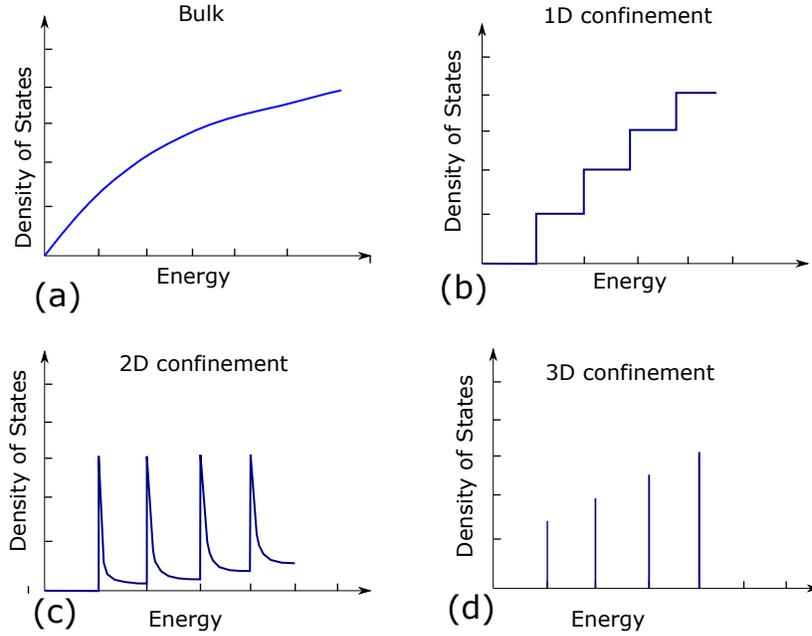 Bulk
Density of States
Energy
(a)
1D confinement
Density of States
Energy
(b)
2D confinement
Density of States
Energy
(c)
3D confinement
Density of States
Energy
(d)